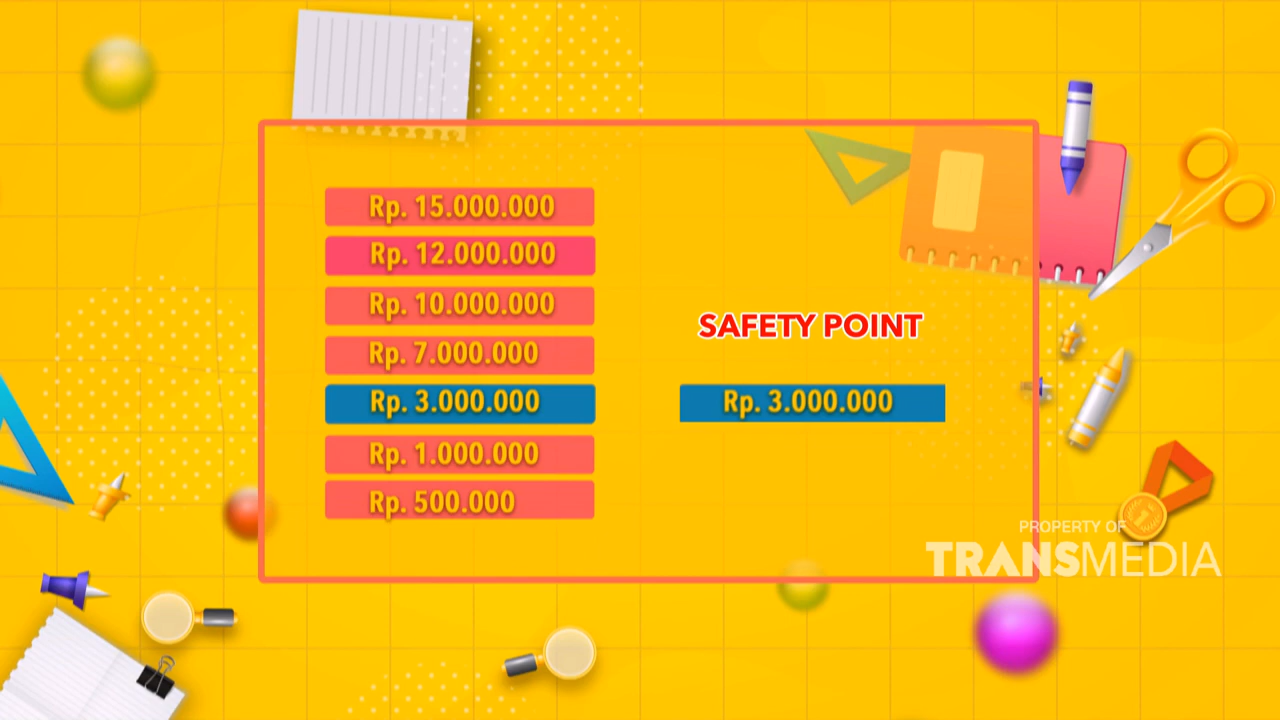 Rp. 15.000.000
Rp. 12.000.000
Rp. 10.000.000
Rp. 7.000.000
Rp. 3.000.000
Rp. 1.000.000
Rp. 500.000
SAFETY POINT
Rp. 3.000.000
1
PROPERTY OF
TRANSMEDIA